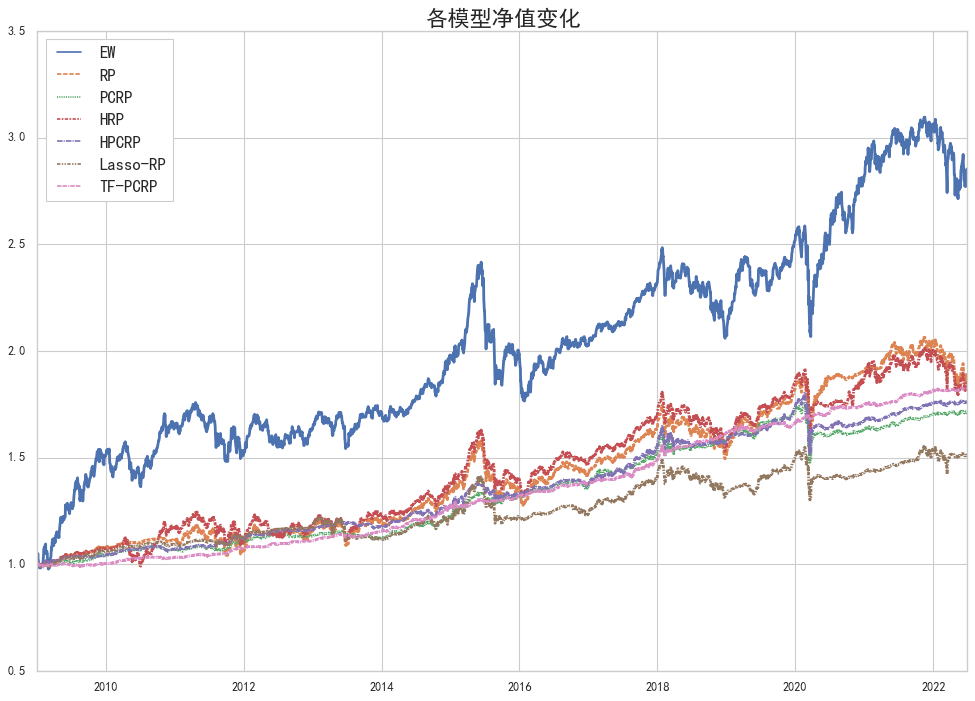 各模型净值变化
3.5
3.0
2.5
2.0
1.5
1.0
0.5
EW
RP
PCRP
HRP
HPCRP
Lasso-RP
TF-PCRP
2010
2012
2014
2016
2018
2020
2022